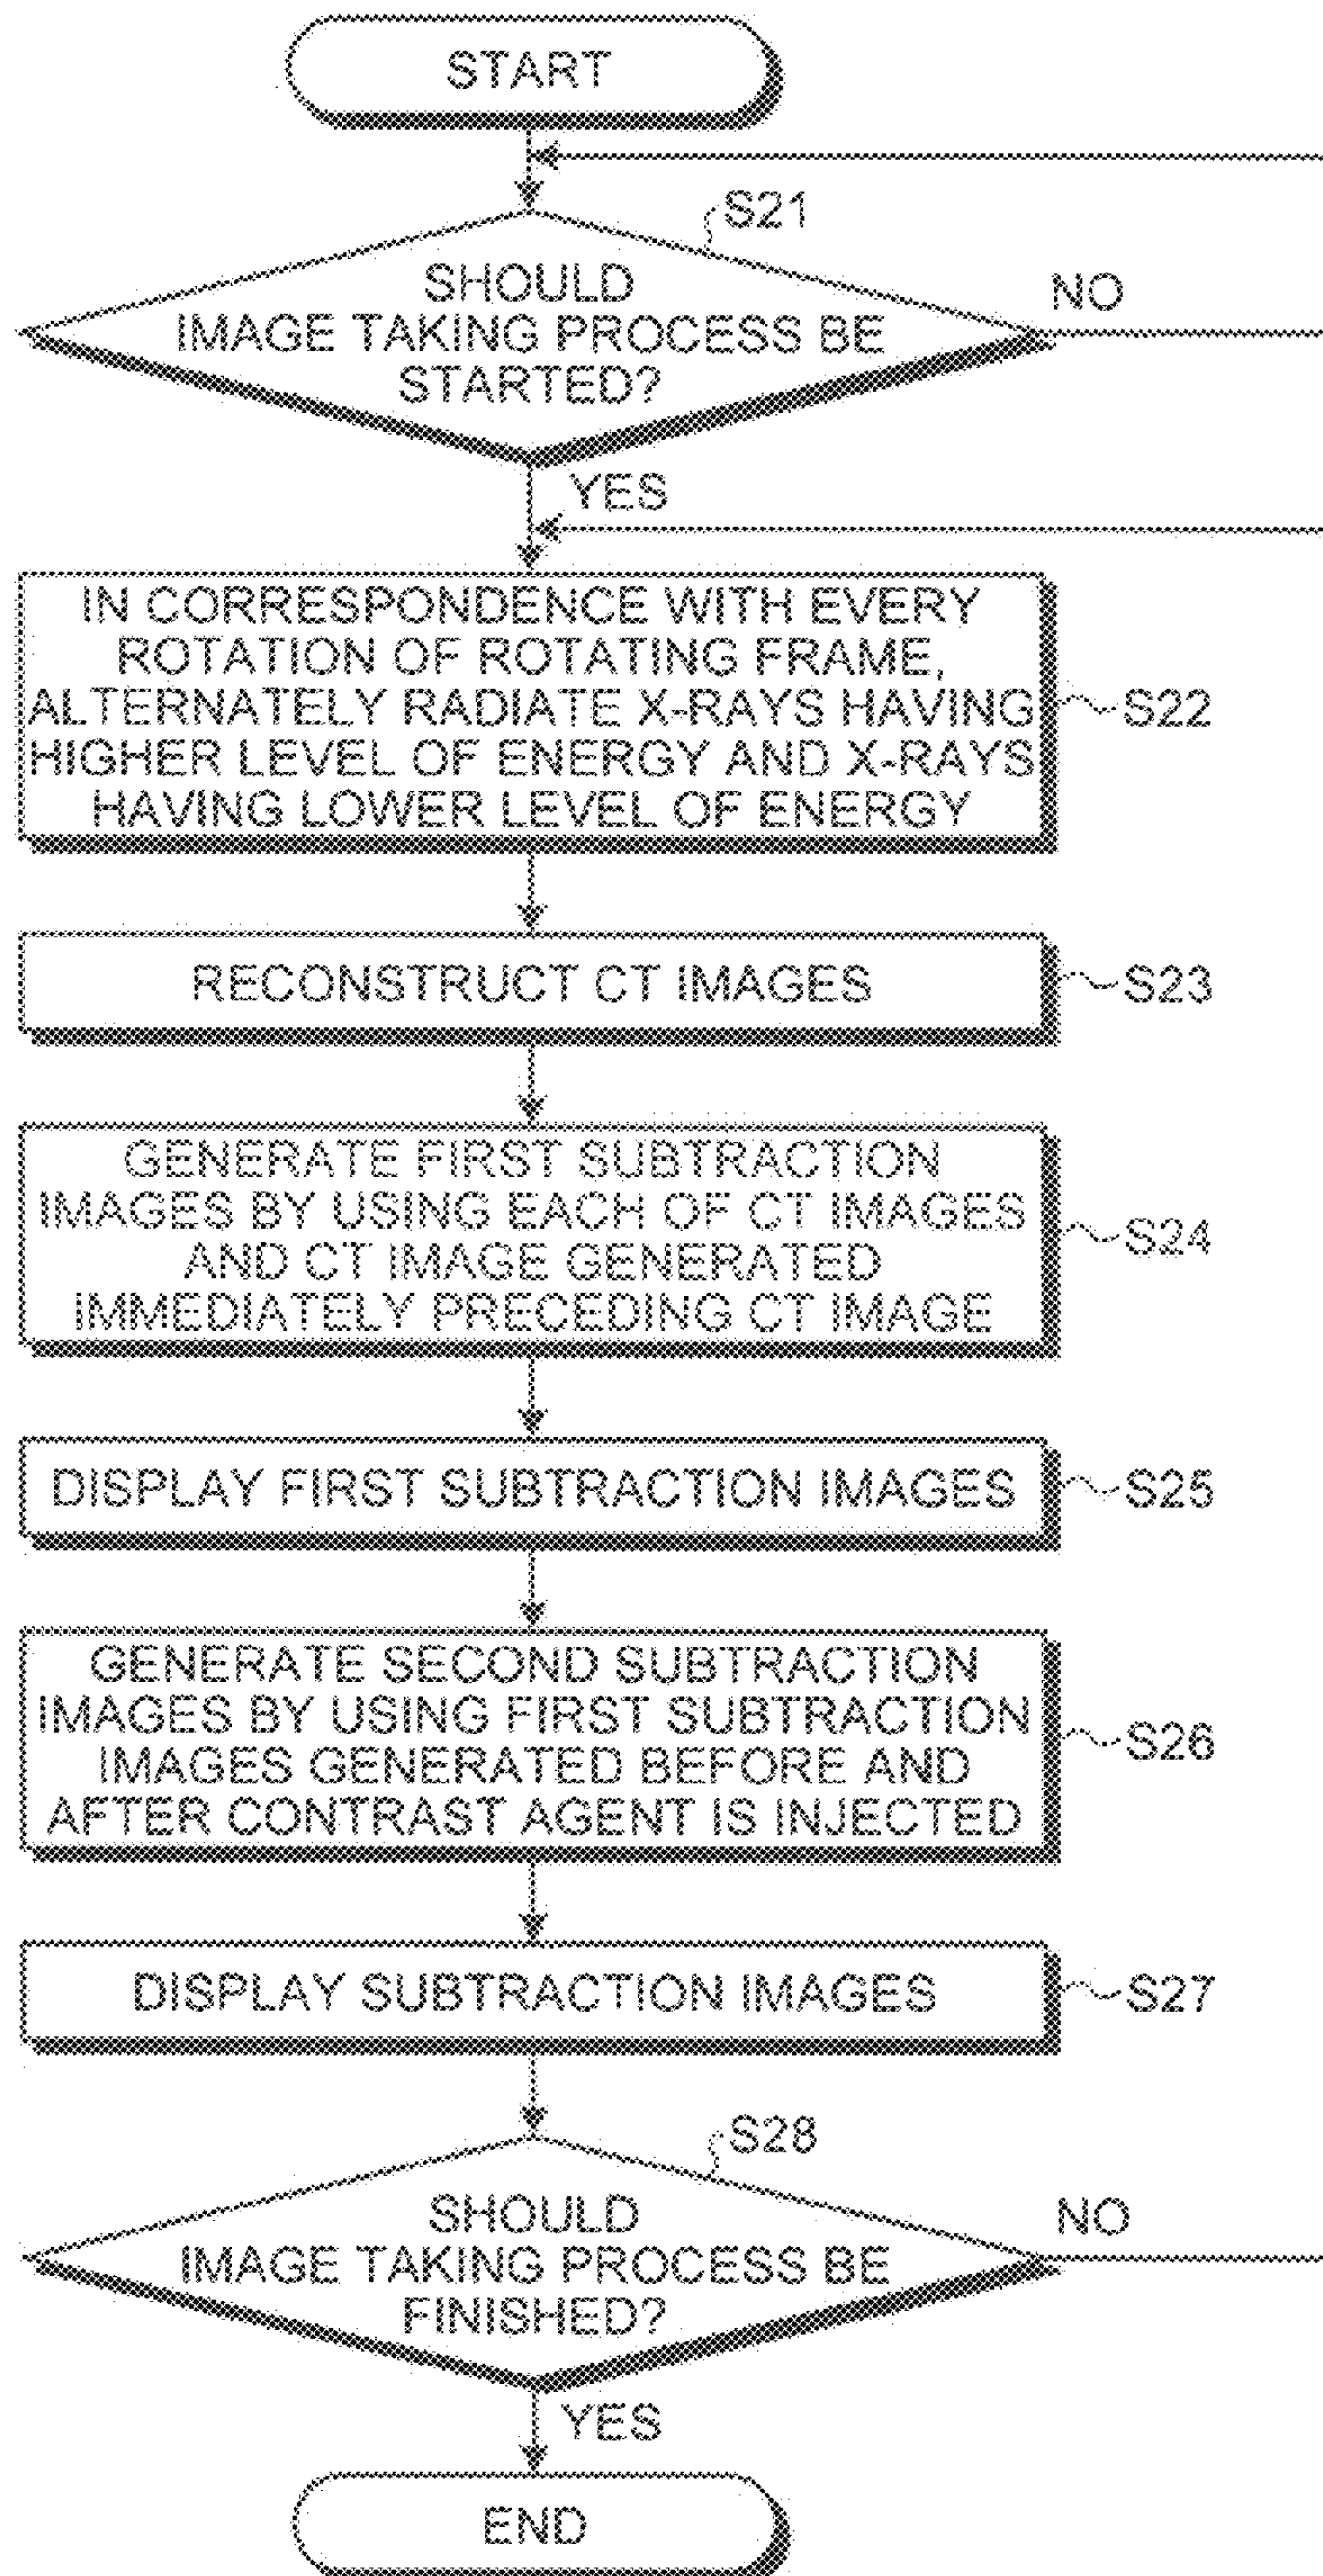 START
S21
SHOULD
IMAGE TAKING PROCESS BE
STARTED?
NO
YES
IN CORRESPONDENCE WITH EVERY
ROTATION OF ROTATING FRAME,
ALTERNATELY RADIATE X-RAYS HAVING
HIGHER LEVEL OF ENERGY AND X-RAYS
HAVING LOWER LEVEL OF ENERGY
S22
RECONSTRUCT CT IMAGES
S23
GENERATE FIRST SUBTRACTION
IMAGES BY USING EACH OF CT IMAGES
AND CT IMAGE GENERATED
IMMEDIATELY PRECEDING CT IMAGE
S24
DISPLAY FIRST SUBTRACTION IMAGES
S25
GENERATE SECOND SUBTRACTION
IMAGES BY USING FIRST SUBTRACTION
IMAGES GENERATED BEFORE AND
AFTER CONTRAST AGENT IS INJECTED
S26
DISPLAY SUBTRACTION IMAGES
S27
S28
SHOULD
IMAGE TAKING PROCESS BE
FINISHED?
NO
YES
END